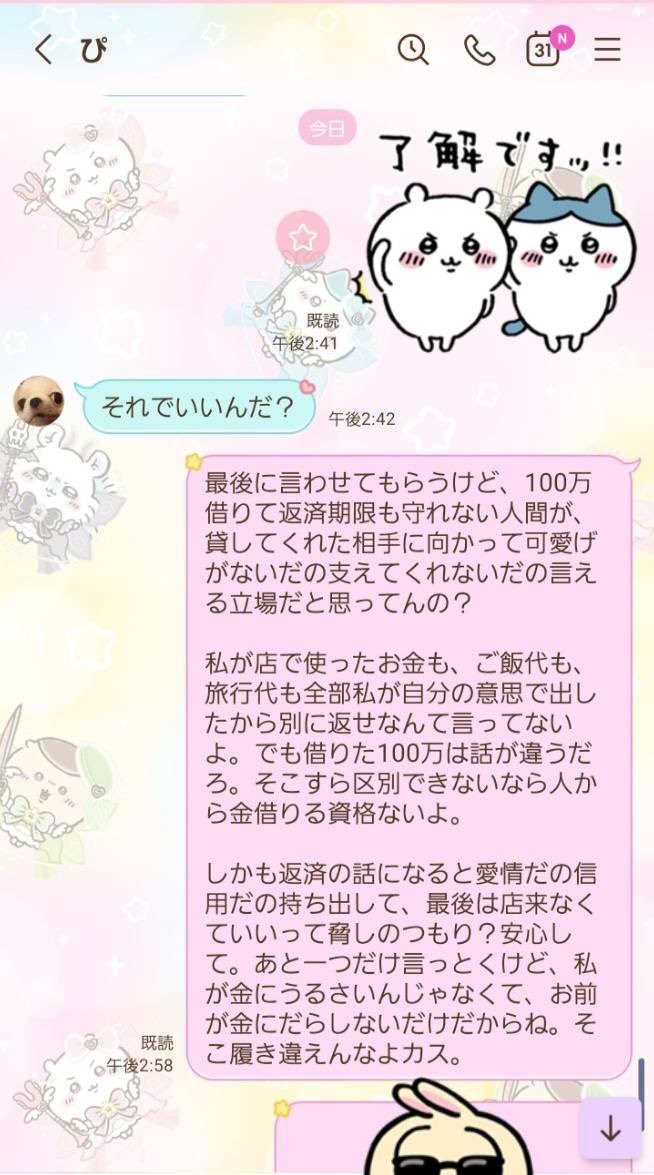 ぴ
31
N
今日
了解ですッ!!
既読
午後2:41
それでいいんだ？
午後2:42
最後に言わせてもらうけど、100万
借りて返済期限も守れない人間が、
貸してくれた相手に向かって可愛げ
がないだの支えてくれないだの言え
る立場だと思ってんの？
私が店で使ったお金も、ご飯代も、
旅行代も全部私が自分の意思で出し
たから別に返せなんて言ってない
よ。でも借りた100万は話が違うだ
ろ。そこすら区別できないなら人か
ら金借りる資格ないよ。
しかも返済の話になると愛情だの信
用だの持ち出して、最後は店来なく
ていいって脅しのつもり？安心し
て。あと一つだけ言っとくけど、私
が金にうるさいんじゃなくて、お前
が金にだらしないだけだからね。そ
こ履き違えんなよカス。
既読
午後2:58